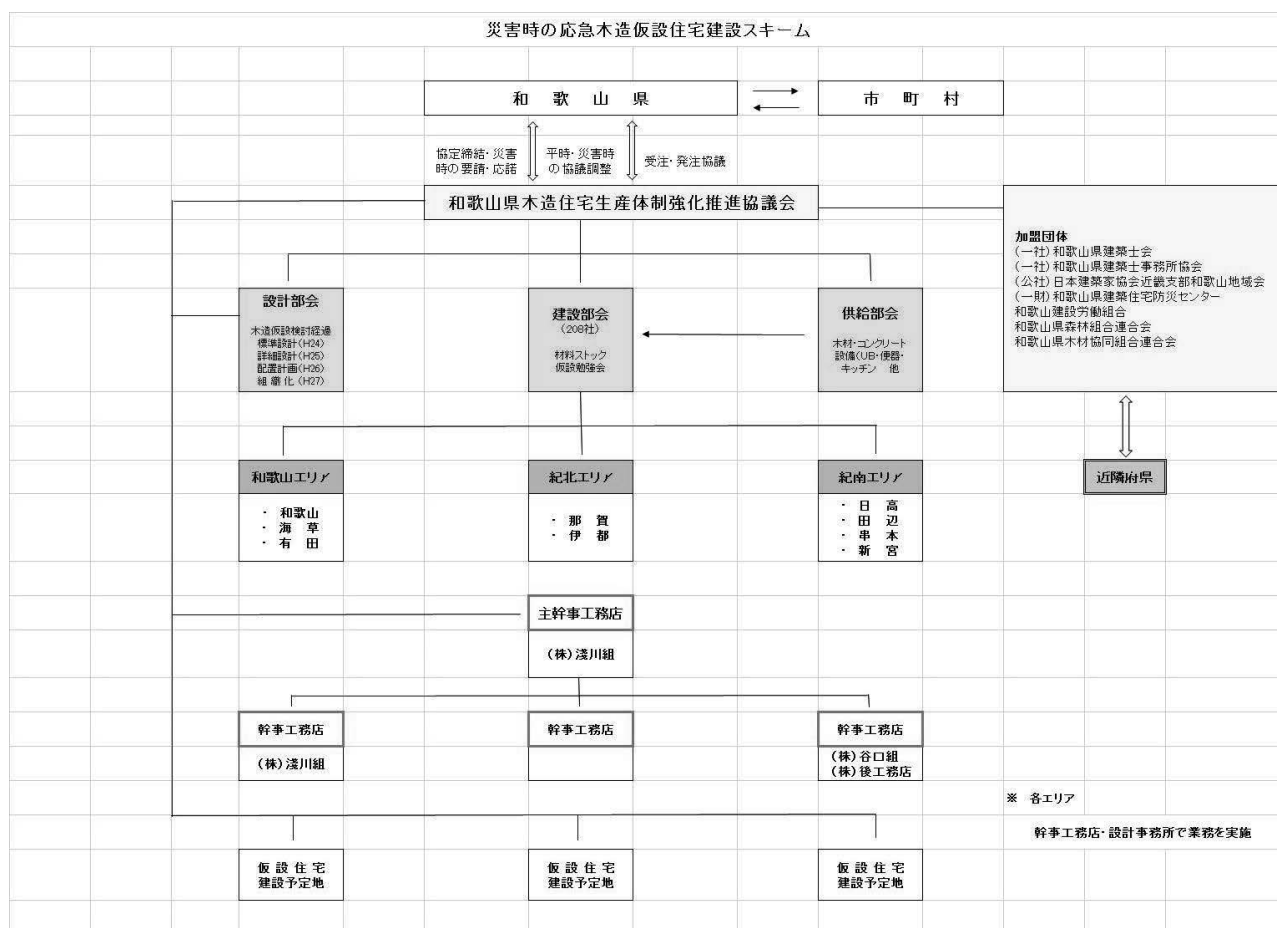 災害時の応急木造仮設住宅建設スキーム
和 歌 山 県
市 町 村
協定締結・災害
時の要請・応諾
平時・災害時
の協議調整
受注・発注協議
和歌山県木造住宅生産体制強化推進協議会
加盟団体
(一社)和歌山県建築士会
(一社)和歌山県建築士事務所協会
(公社)日本建築家協会近畿支部和歌山地域会
(一財)和歌山県建築住宅防災センター
和歌山建設労働組合
和歌山県森林組合連合会
和歌山県木材協同組合連合会
設計部会
木造仮設検討経過
標準設計(H24)
詳細設計(H25)
配置計画(H26)
組織化(H27)
建設部会
(208社)
材料ストック
仮設勉強会
供給部会
木材・コンクリート
設備(UB・便器・
キッチン 他
和歌山エリア
・ 和歌山
・ 海 草
・ 有 田
紀北エリア
・ 那 賀
・ 伊 都
紀南エリア
・ 日 高
・ 田 辺
・ 串 本
・ 新 宮
近隣府県
主幹事工務店
(株)淺川組
幹事工務店
(株)淺川組
幹事工務店
幹事工務店
(株)谷口組
(株)後工務店
※ 各エリア
幹事工務店・設計事務所で業務を実施
仮 設 住 宅
建設予定地
仮 設 住 宅
建設予定地
仮 設 住 宅
建設予定地